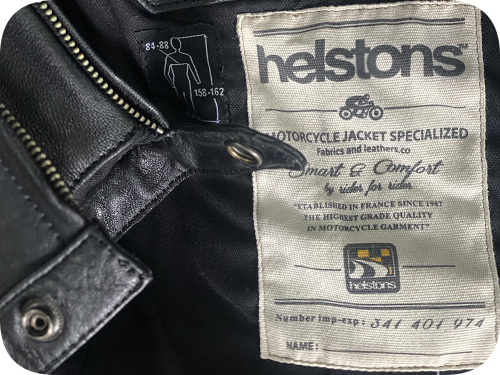 84-88
158-162
helstons™
MOTORCYCLE JACKET SPECIALIZED
Fabrics and leathers.co
Smart & Comfort
by rider for rider
"ETABLISHED IN FRANCE SINCE 1987
THE HIGHEST GRADE QUALITY
IN MOTORCYCLE GARMENT"
helstons
Number imp-exp: 341 401 974
NAME: